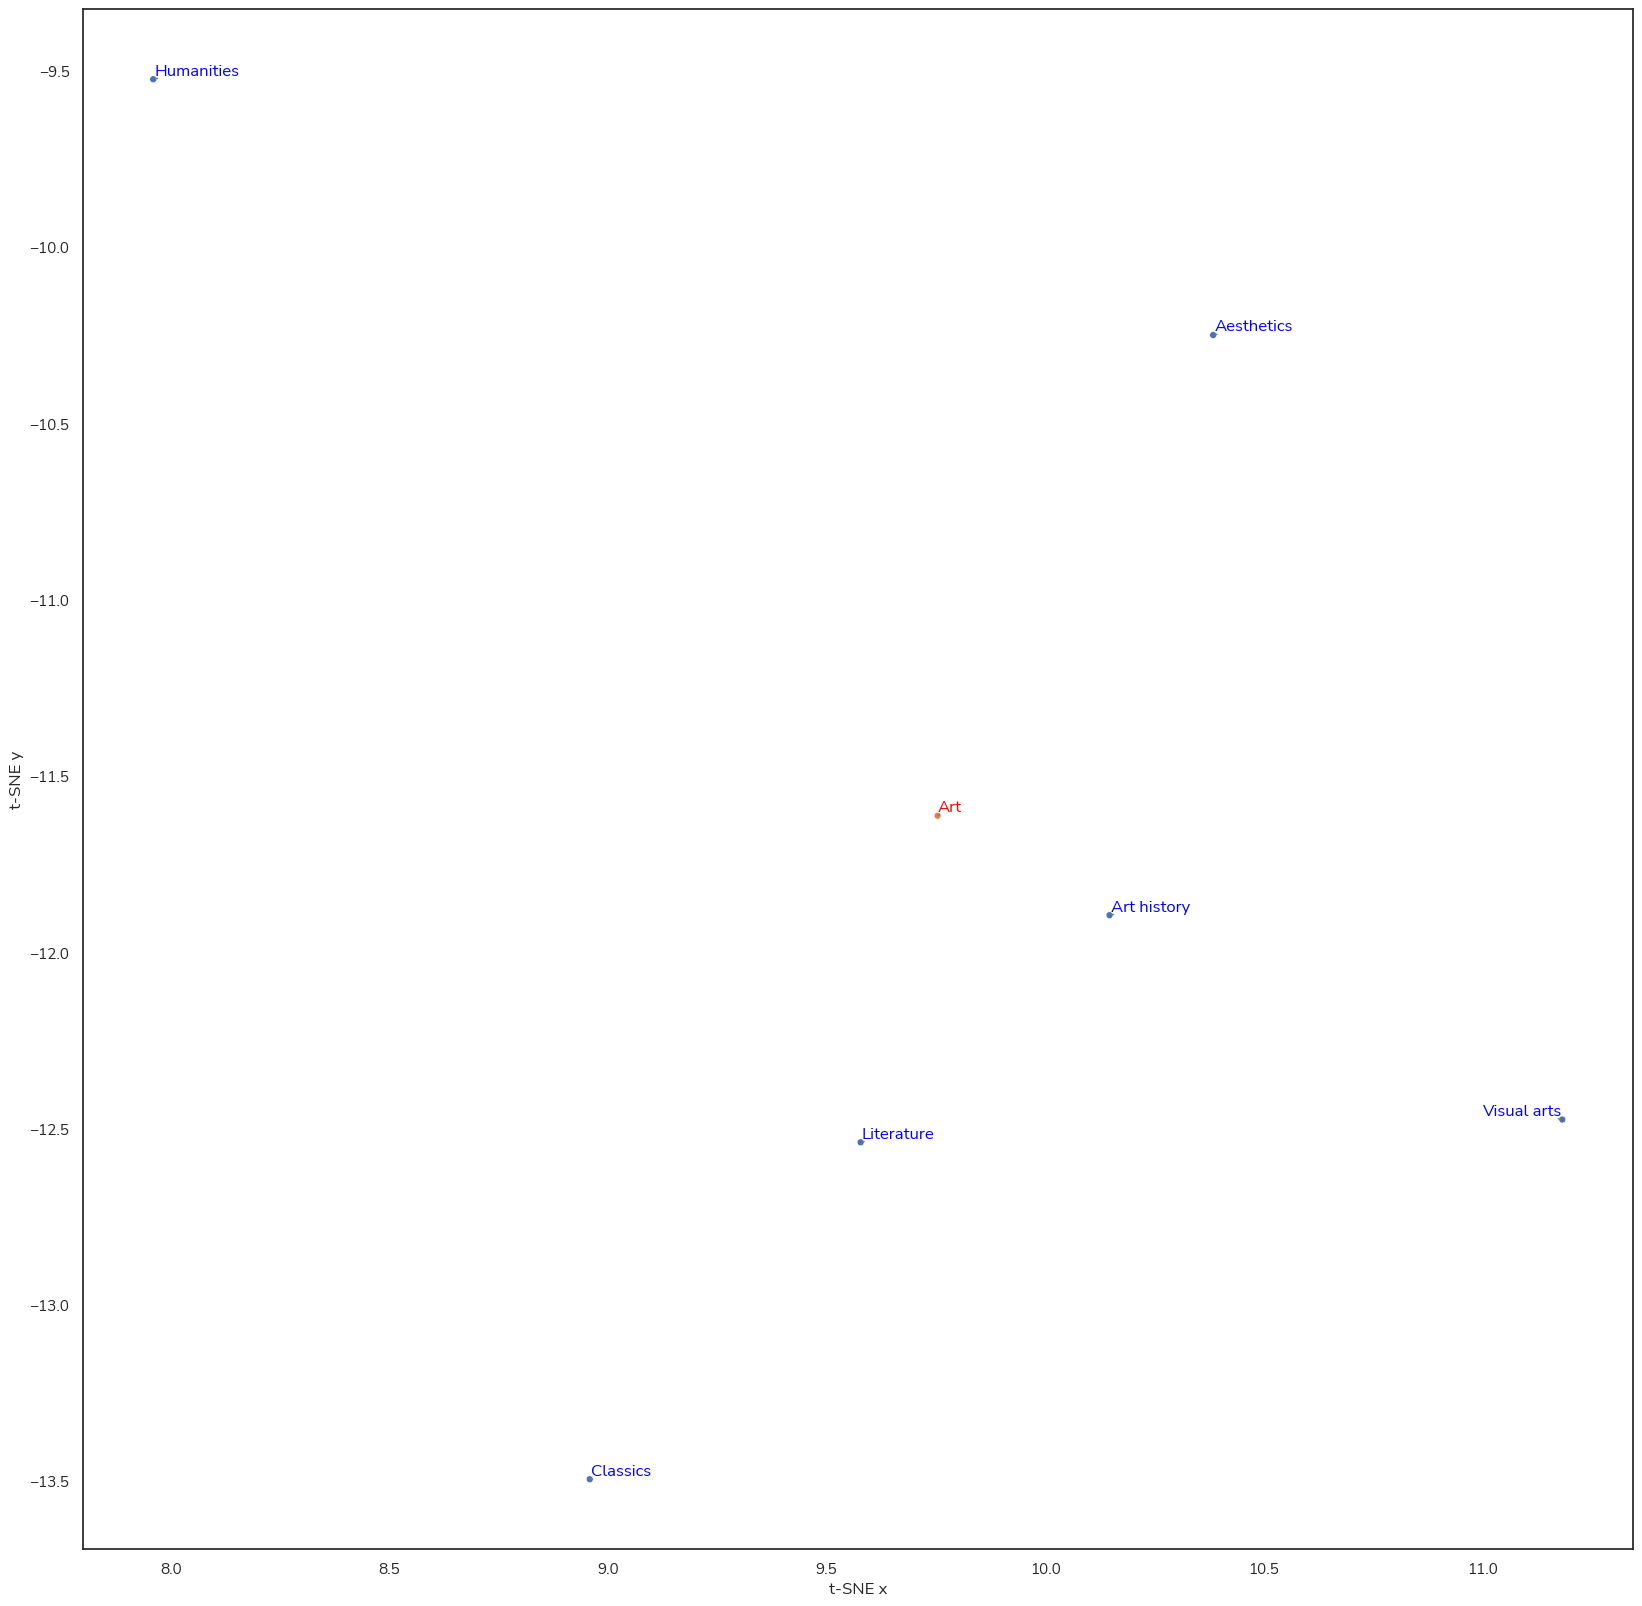 Humanities
Aesthetics
Art
Art history
Visual arts
Literature
Classics
−9.5
−10.0
−10.5
−11.0
−11.5
−12.0
−12.5
−13.0
−13.5
t-SNE y
8.0 8.5 9.0 9.5 10.0 10.5 11.0
t-SNE x